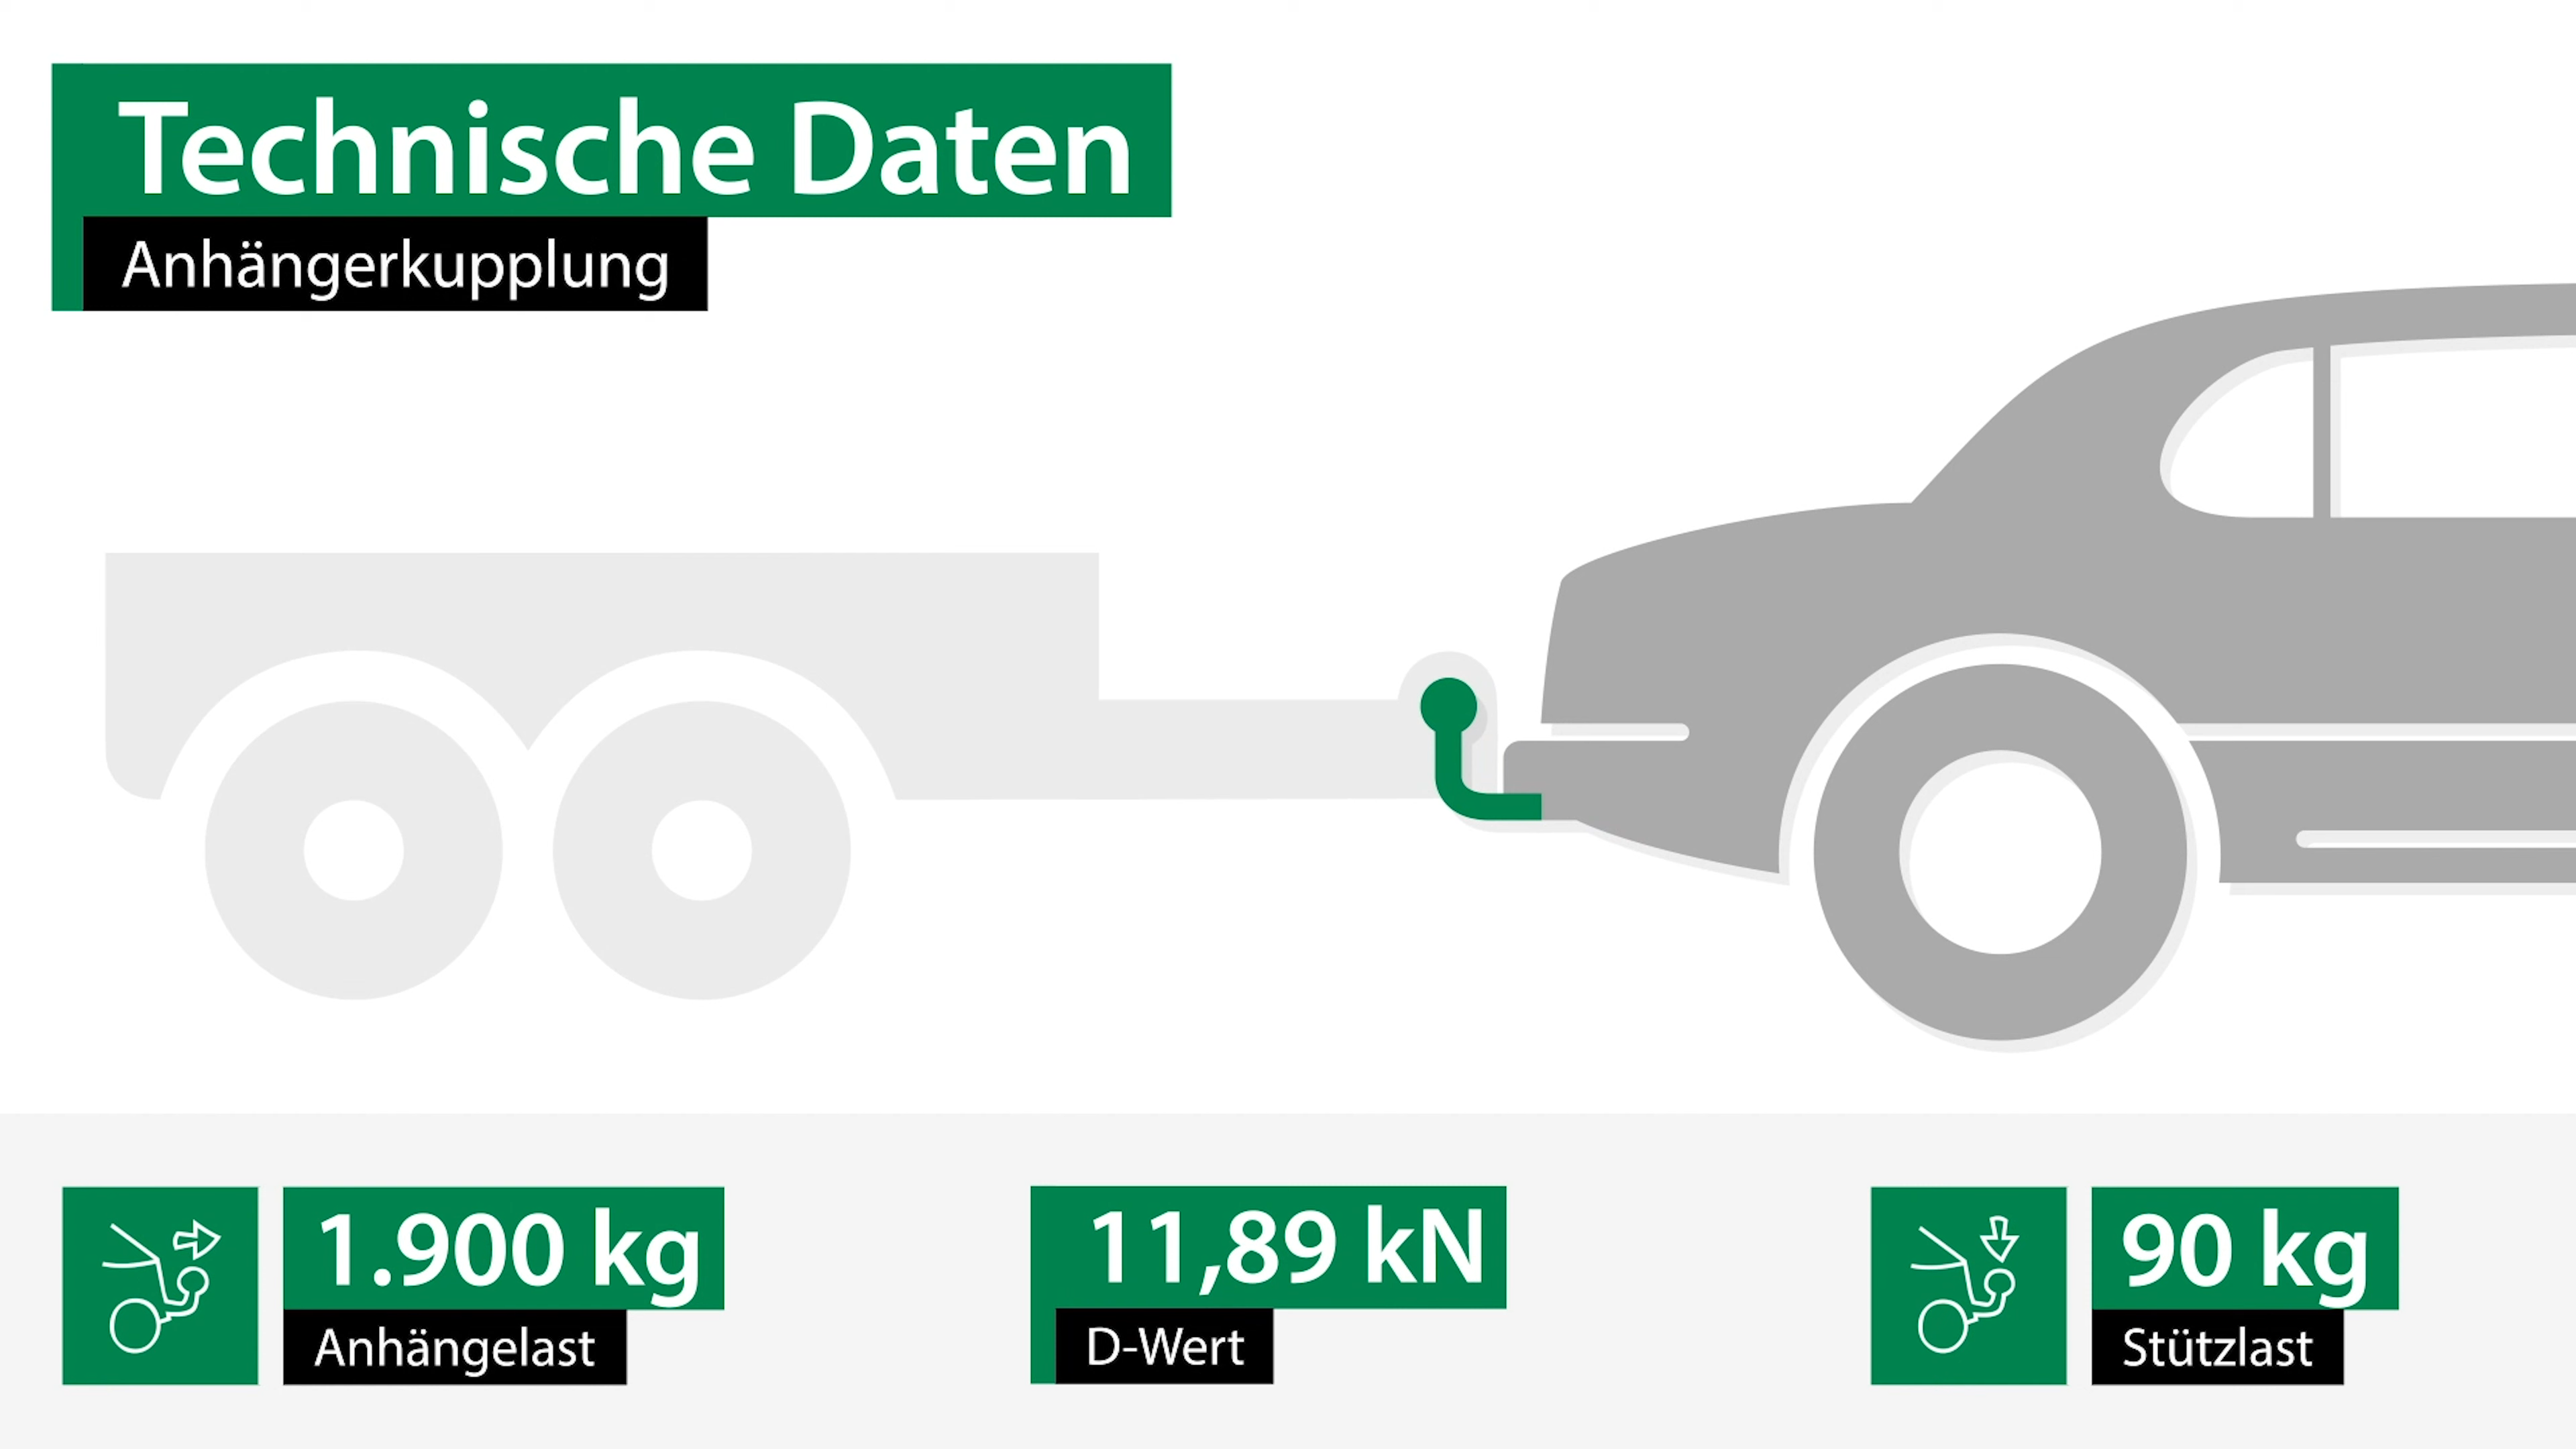 Technische Daten
Anhängerkupplung
1.900 kg
Anhängelast
11,89 kN
D-Wert
90 kg
Stützlast